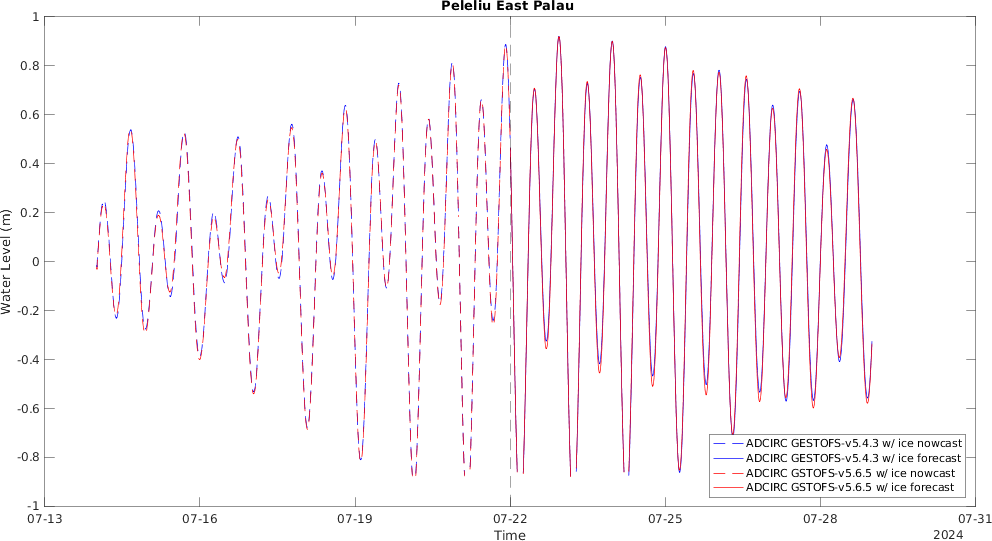 Peleliu East Palau
1
0.8
0.6
0.4
0.2
0
-0.2
-0.4
-0.6
-0.8
-1
Water Level (m)
ADCIRC GESTOFS-v5.4.3 w/ ice nowcast
ADCIRC GESTOFS-v5.4.3 w/ ice forecast
ADCIRC GSTOFS-v5.6.5 w/ ice nowcast
ADCIRC GSTOFS-v5.6.5 w/ ice forecast
07-13 07-16 07-19 07-22 07-25 07-28 07-31
Time
2024